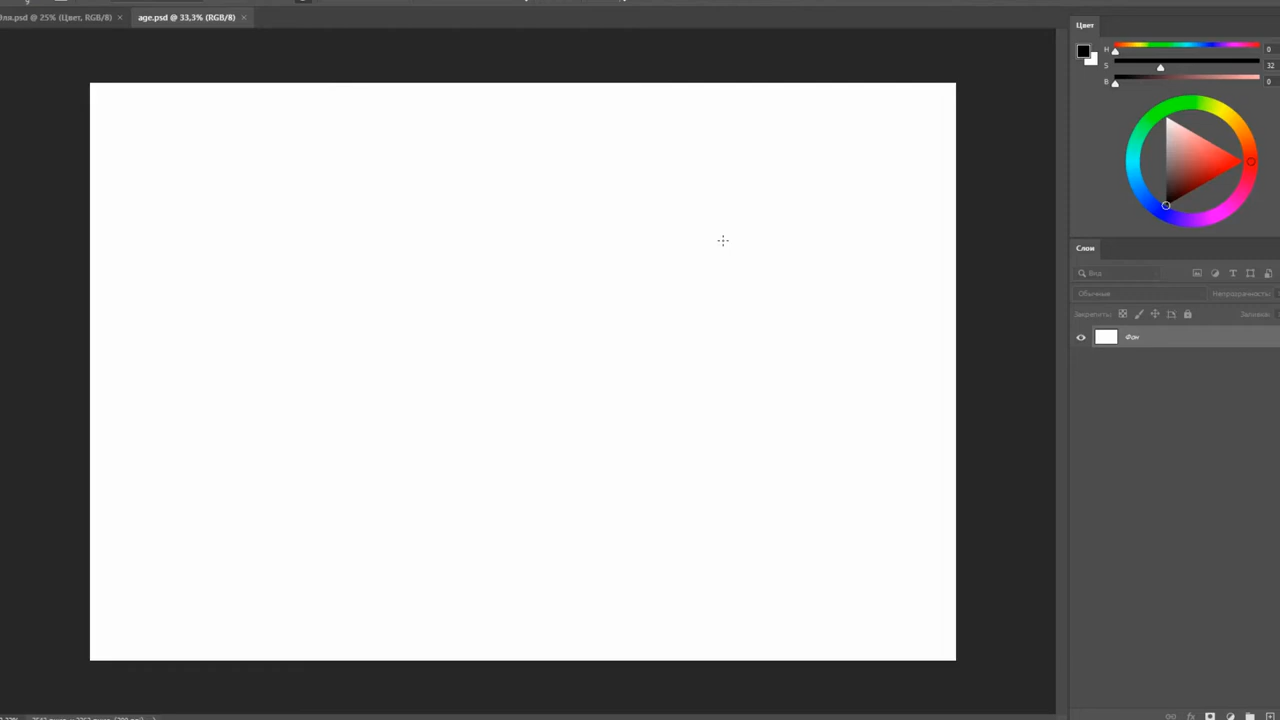 .psd @ 25% (Цвет, RGB/8) ×
age.psd @ 33,3% (RGB/8) ×
Цвет
H 0
S 32
B 0
Слои
Вид
Обычные Непрозрачность:
Закрепить: Заливка:
Фон